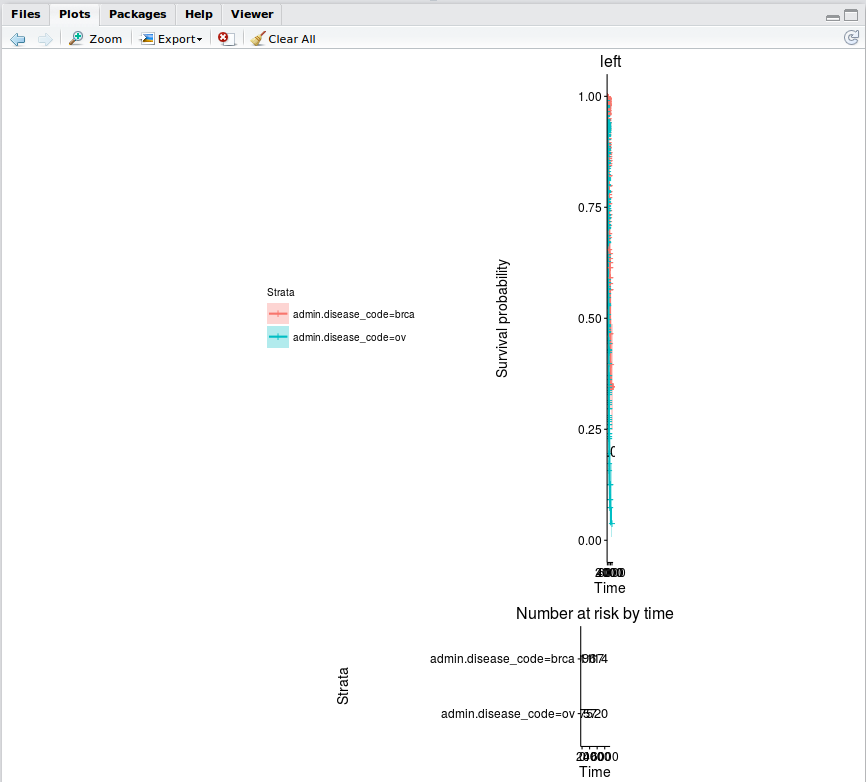 Files Plots Packages Help Viewer
Zoom Export Clear All
left
1.00
0.75
0.50
0.25
0.00
Survival probability
Time
Strata
admin.disease_code=brca
admin.disease_code=ov
Number at risk by time
Strata
admin.disease_code=brca
admin.disease_code=ov
Time